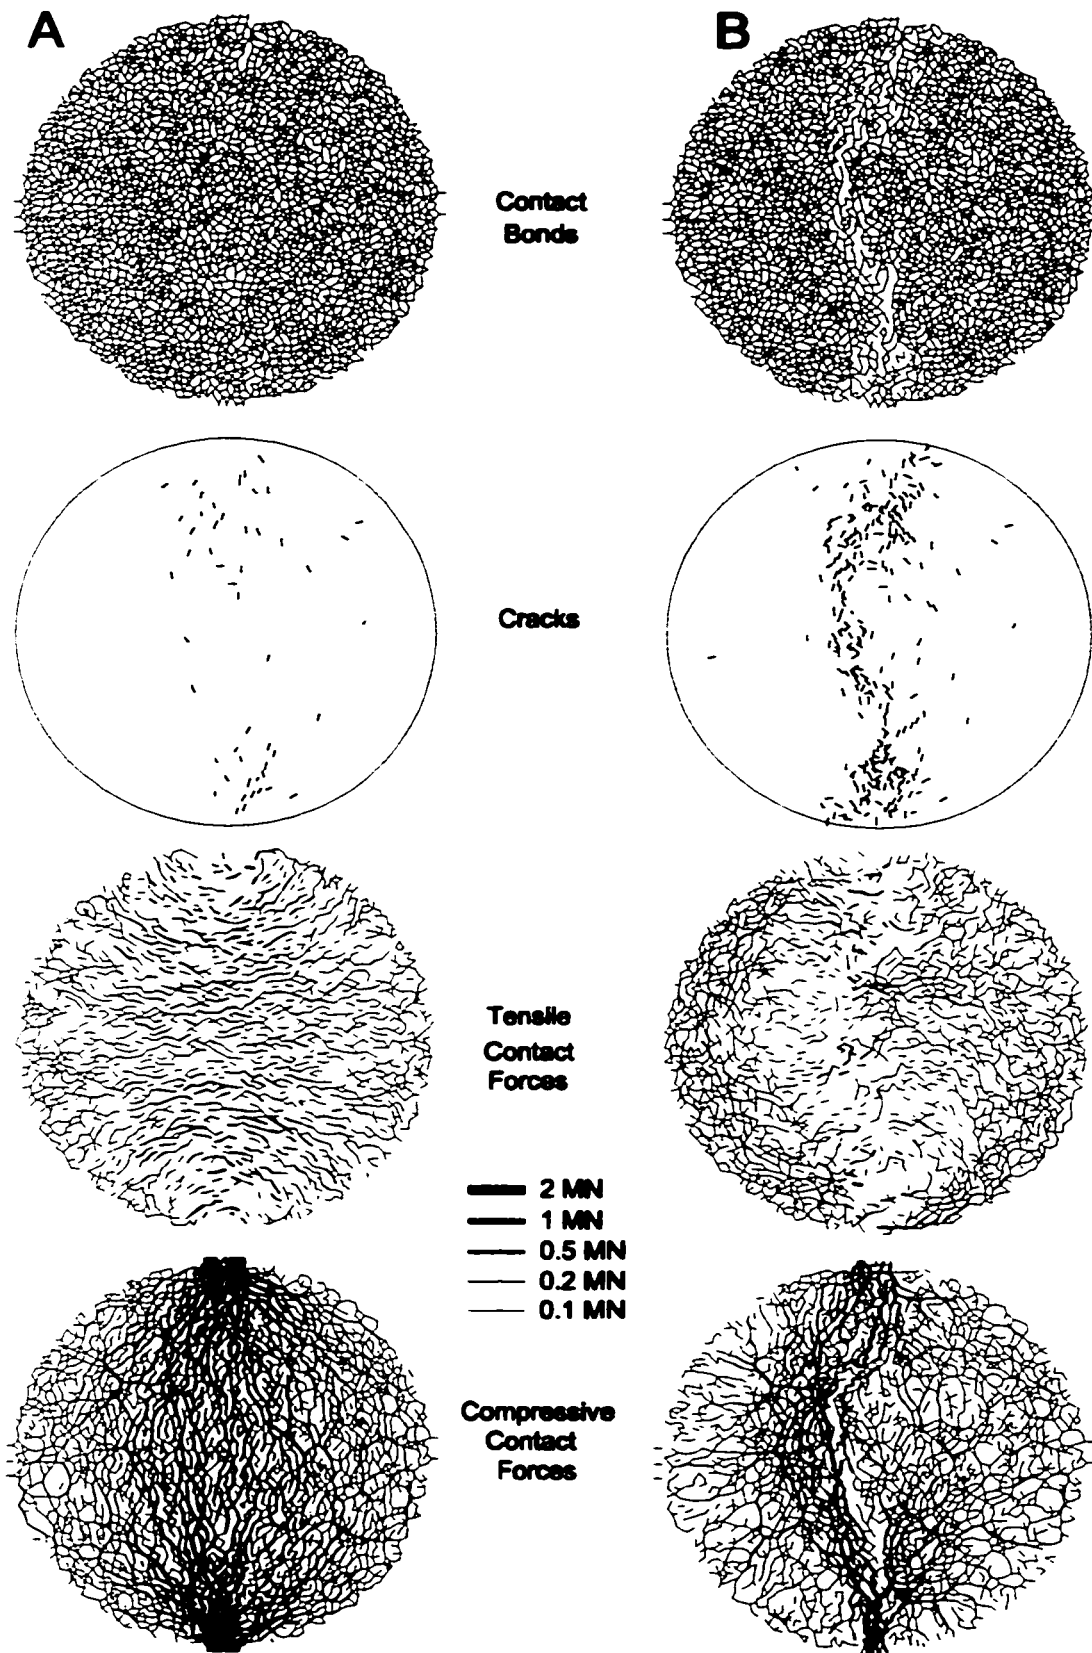 A
B
Contact
Bonds
Cracks
Tensile
Contact
Forces
2 MN
1 MN
0.5 MN
0.2 MN
0.1 MN
Compressive
Contact
Forces